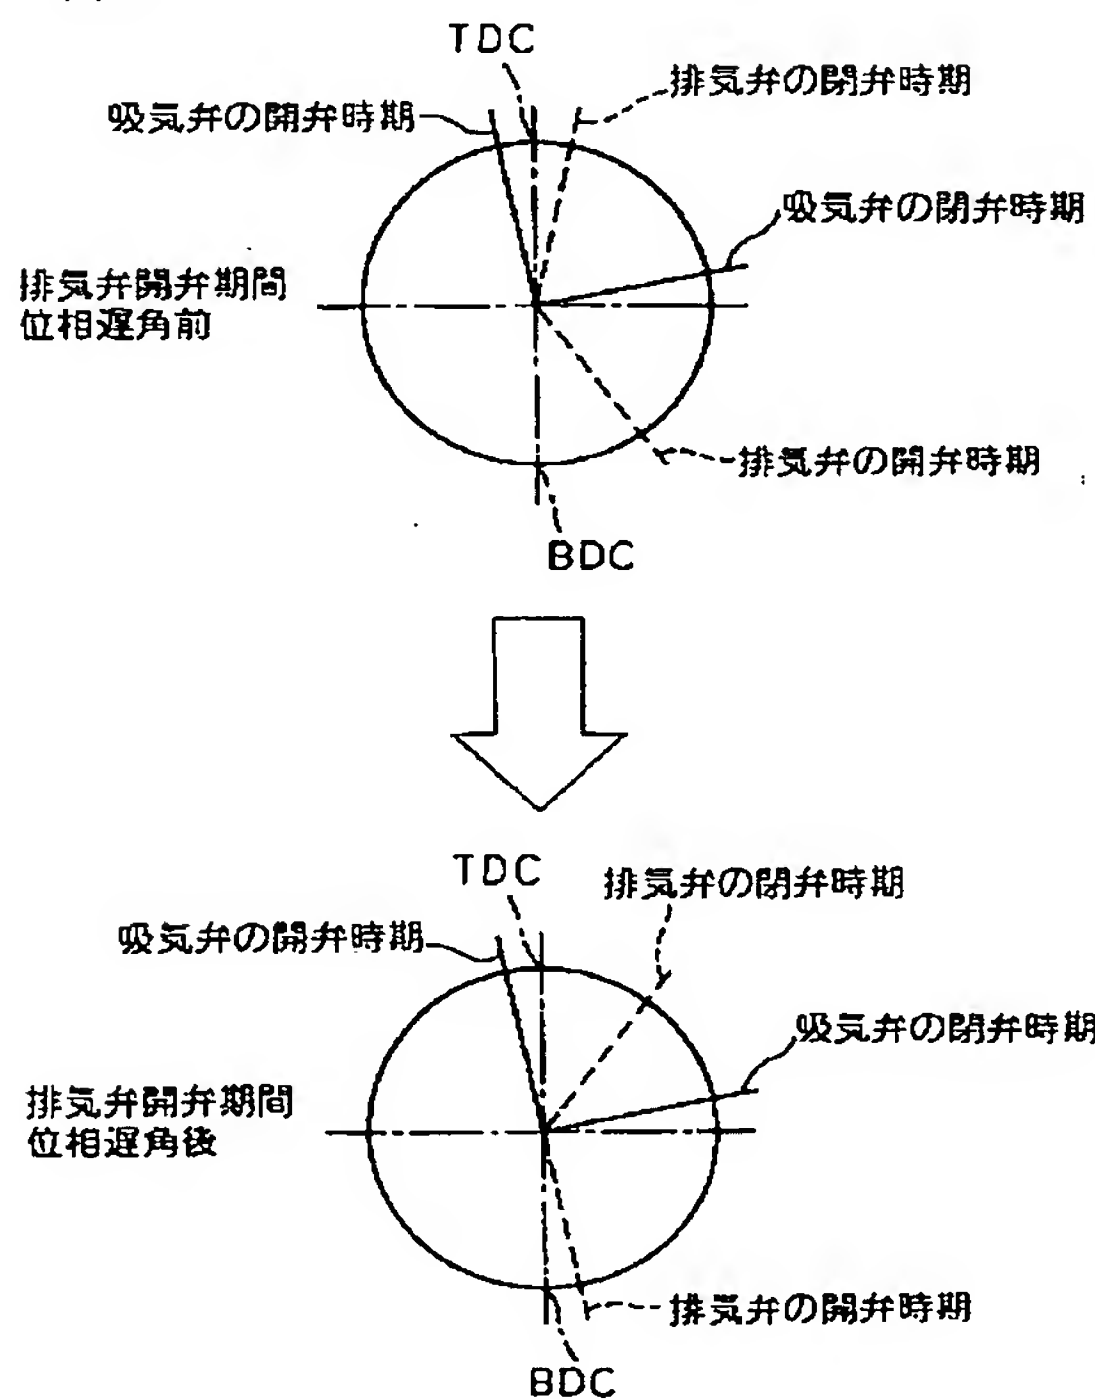 TDC
排気弁の閉弁時期
吸気弁の開弁時期
吸気弁の閉弁時期
排気弁開弁期間
位相遅角前
排気弁の開弁時期
BDC
TDC
排気弁の閉弁時期
吸気弁の開弁時期
吸気弁の閉弁時期
排気弁開弁期間
位相遅角後
排気弁の開弁時期
BDC